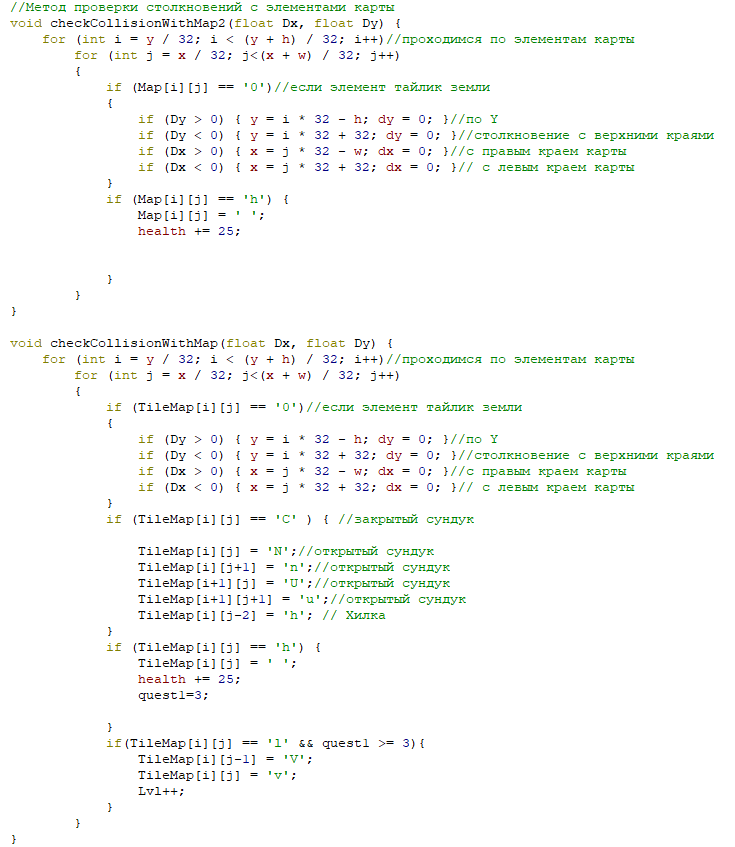 //Метод проверки столкновений с элементами карты
void checkCollisionWithMap2(float Dx, float Dy) {
    for (int i = y / 32; i < (y + h) / 32; i++)//проходимся по элементам карты
        for (int j = x / 32; j<(x + w) / 32; j++)
        {
            if (Map[i][j] == '0')//если элемент тайлик земли
            {
                if (Dy > 0) { y = i * 32 - h; dy = 0; }//по Y
                if (Dy < 0) { y = i * 32 + 32; dy = 0; }//столкновение с верхними краями
                if (Dx > 0) { x = j * 32 - w; dx = 0; }//с правым краем карты
                if (Dx < 0) { x = j * 32 + 32; dx = 0; }// с левым краем карты
            }
            if (Map[i][j] == 'h') {
                Map[i][j] = ' ';
                health += 25;


            }
        }
}

void checkCollisionWithMap(float Dx, float Dy) {
    for (int i = y / 32; i < (y + h) / 32; i++)//проходимся по элементам карты
        for (int j = x / 32; j<(x + w) / 32; j++)
        {
            if (TileMap[i][j] == '0')//если элемент тайлик земли
            {
                if (Dy > 0) { y = i * 32 - h; dy = 0; }//по Y
                if (Dy < 0) { y = i * 32 + 32; dy = 0; }//столкновение с верхними краями
                if (Dx > 0) { x = j * 32 - w; dx = 0; }//с правым краем карты
                if (Dx < 0) { x = j * 32 + 32; dx = 0; }// с левым краем карты
            }
            if (TileMap[i][j] == 'C' ) { //закрытый сундук

                TileMap[i][j] = 'N';//открытый сундук
                TileMap[i][j+1] = 'n';//открытый сундук
                TileMap[i+1][j] = 'U';//открытый сундук
                TileMap[i+1][j+1] = 'u';//открытый сундук
                TileMap[i][j-2] = 'h'; // Хилка
            }
            if (TileMap[i][j] == 'h') {
                TileMap[i][j] = ' ';
                health += 25;
                quest1=3;

            }
            if(TileMap[i][j] == 'l' && quest1 >= 3){
                TileMap[i][j-1] = 'V';
                TileMap[i][j] = 'v';
                Lvl++;
            }
        }
}